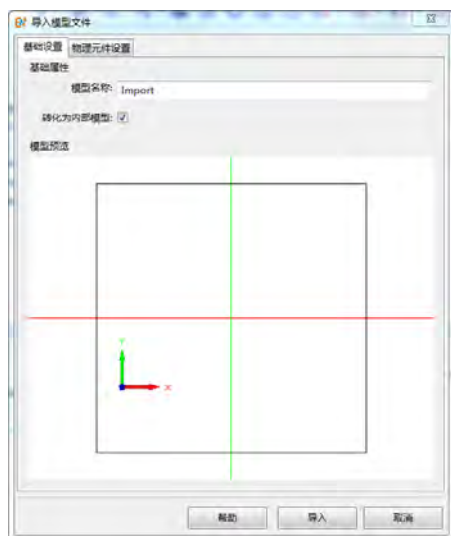 导入模型文件
基础设置 物理元件设置
基础属性
模型名称: Import
转化为内部模型:
模型预览
Y
X
帮助 导入 取消